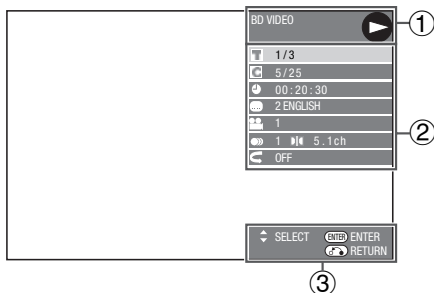 BD VIDEO
1
T 1/3
C 5/25
00:20:30
2 ENGLISH
1
1 5.1ch
OFF
2
SELECT ENTER ENTER
RETURN
3